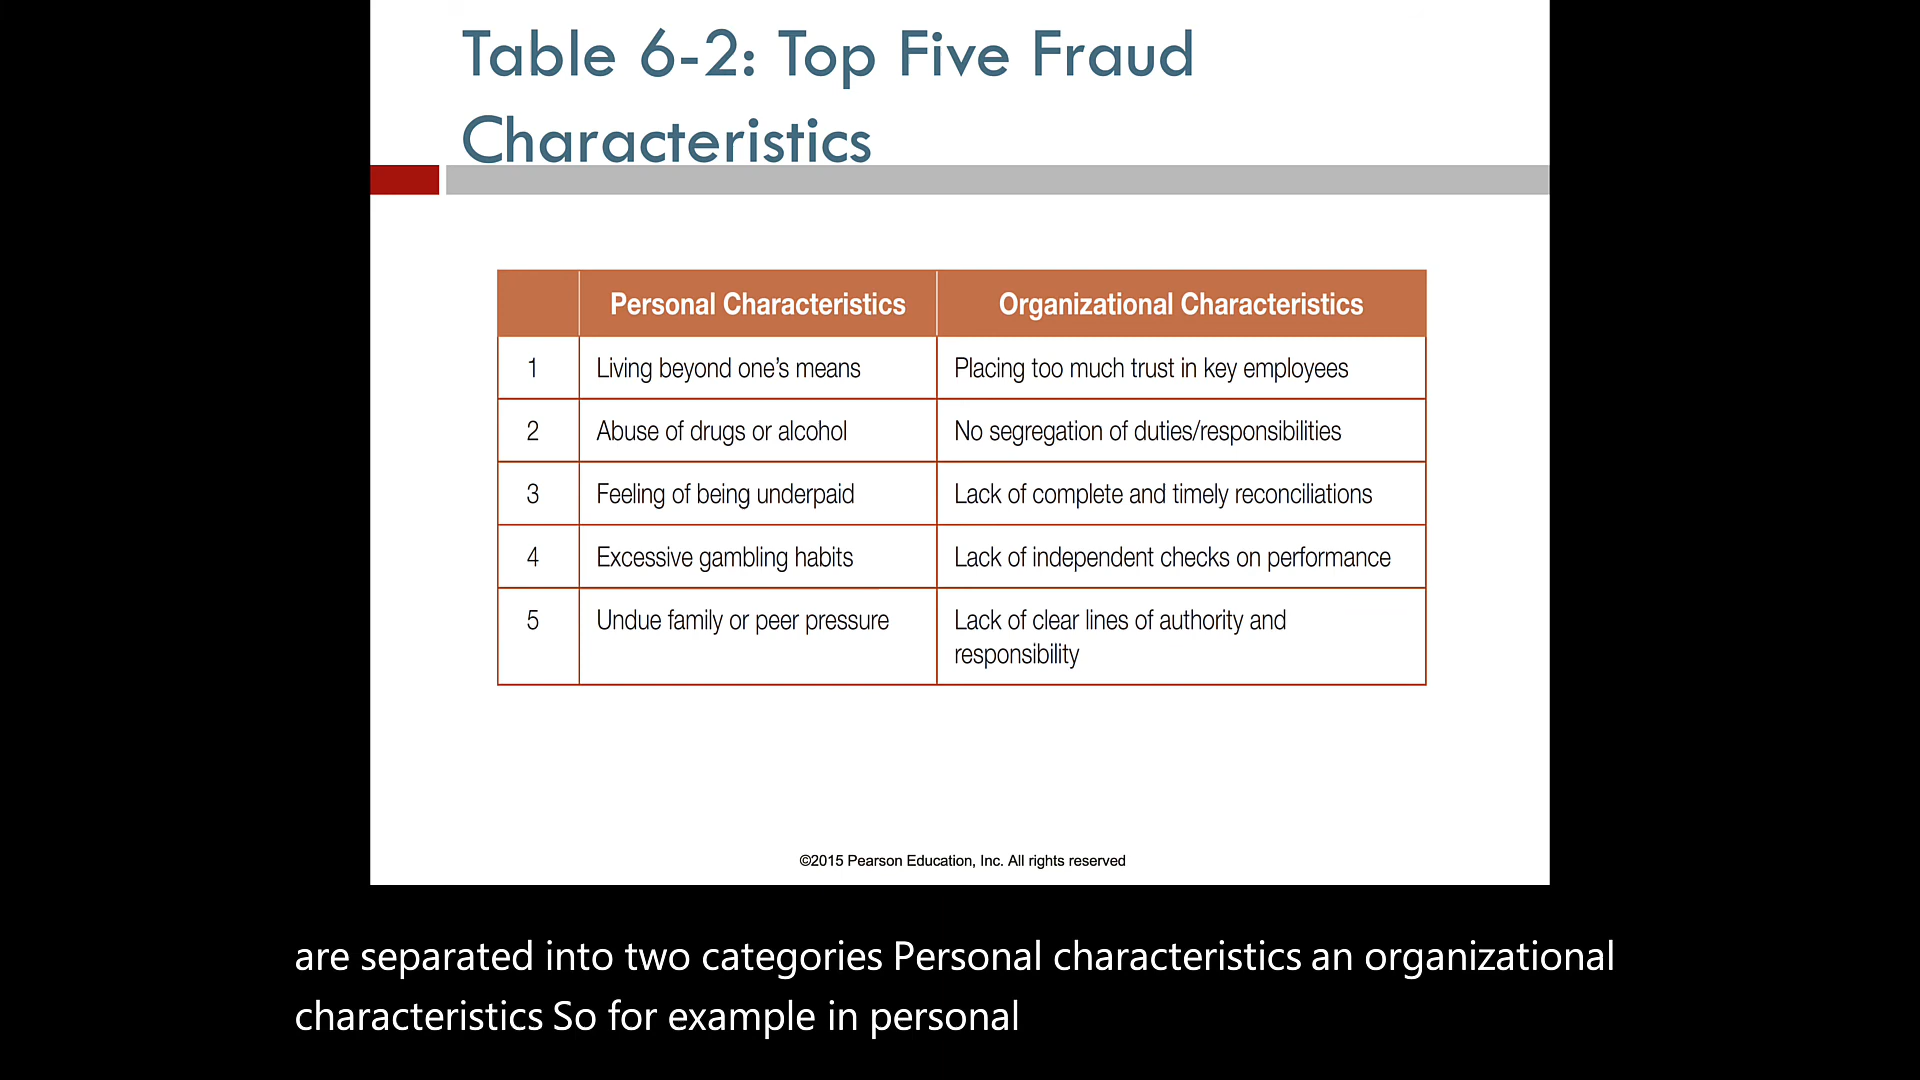 Table 6-2: Top Five Fraud
Characteristics
Personal Characteristics Organizational Characteristics
1 Living beyond one's means Placing too much trust in key employees
2 Abuse of drugs or alcohol No segregation of duties/responsibilities
3 Feeling of being underpaid Lack of complete and timely reconciliations
4 Excessive gambling habits Lack of independent checks on performance
5 Undue family or peer pressure Lack of clear lines of authority and
responsibility
©2015 Pearson Education, Inc. All rights reserved
are separated into two categories Personal characteristics an organizational
characteristics So for example in personal